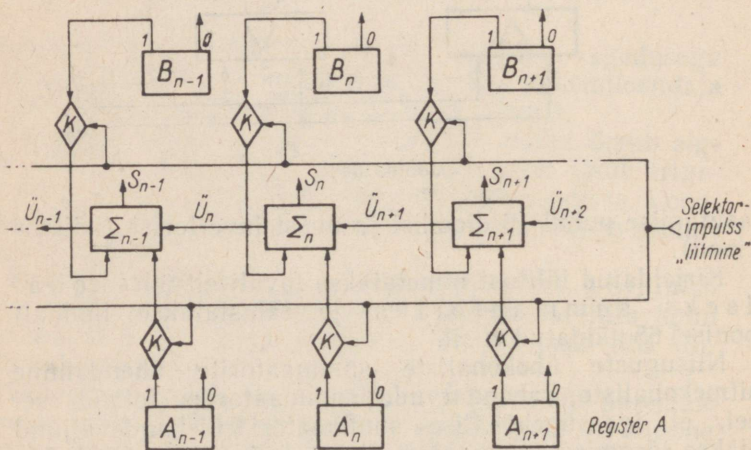 1 0 1 0 1 0
B_{n-1} B_n B_{n+1}
K K K
S_{n-1} S_n S_{n+1}
Ü_{n-1} Ü_n Ü_{n+1} Ü_{n+2}
Σ_{n-1} Σ_n Σ_{n+1}
Selektor-
impulss
„liitmine"
K K K
1 0 1 0 1 0
A_{n-1} A_n A_{n+1} Register A